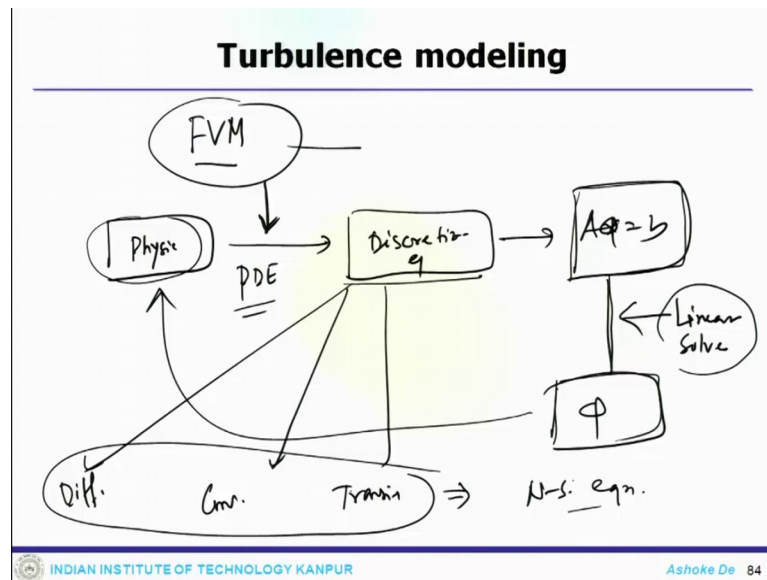 Turbulence modeling
FVM
Physic
PDE
Discretiz-
Aφ=b
Linear
Solve
φ
Diff. Conv. Transi ⇒ N-S. eqn.
INDIAN INSTITUTE OF TECHNOLOGY KANPUR Ashoke De 84